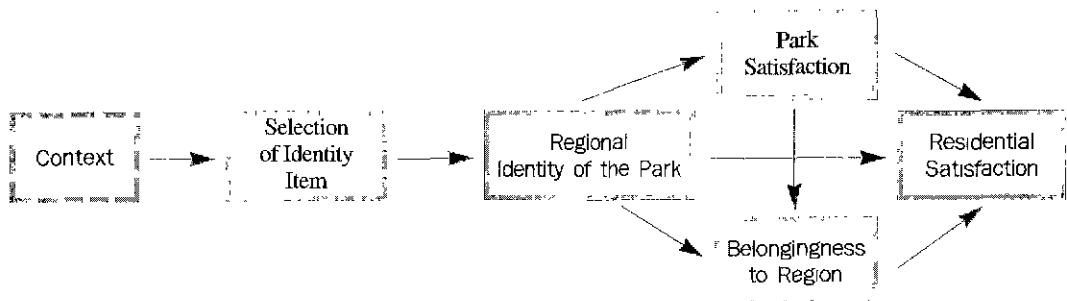 Context
Selection
of Identity
Item
Regional
Identity of the Park
Park
Satisfaction
Belongingness
to Region
Residential
Satisfaction